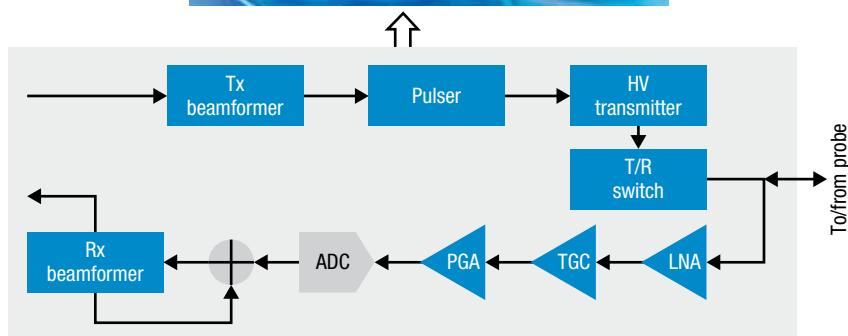 Tx
beamformer
Pulser
HV
transmitter
T/R
switch
To/from probe
Rx
beamformer
ADC
PGA
TGC
LNA